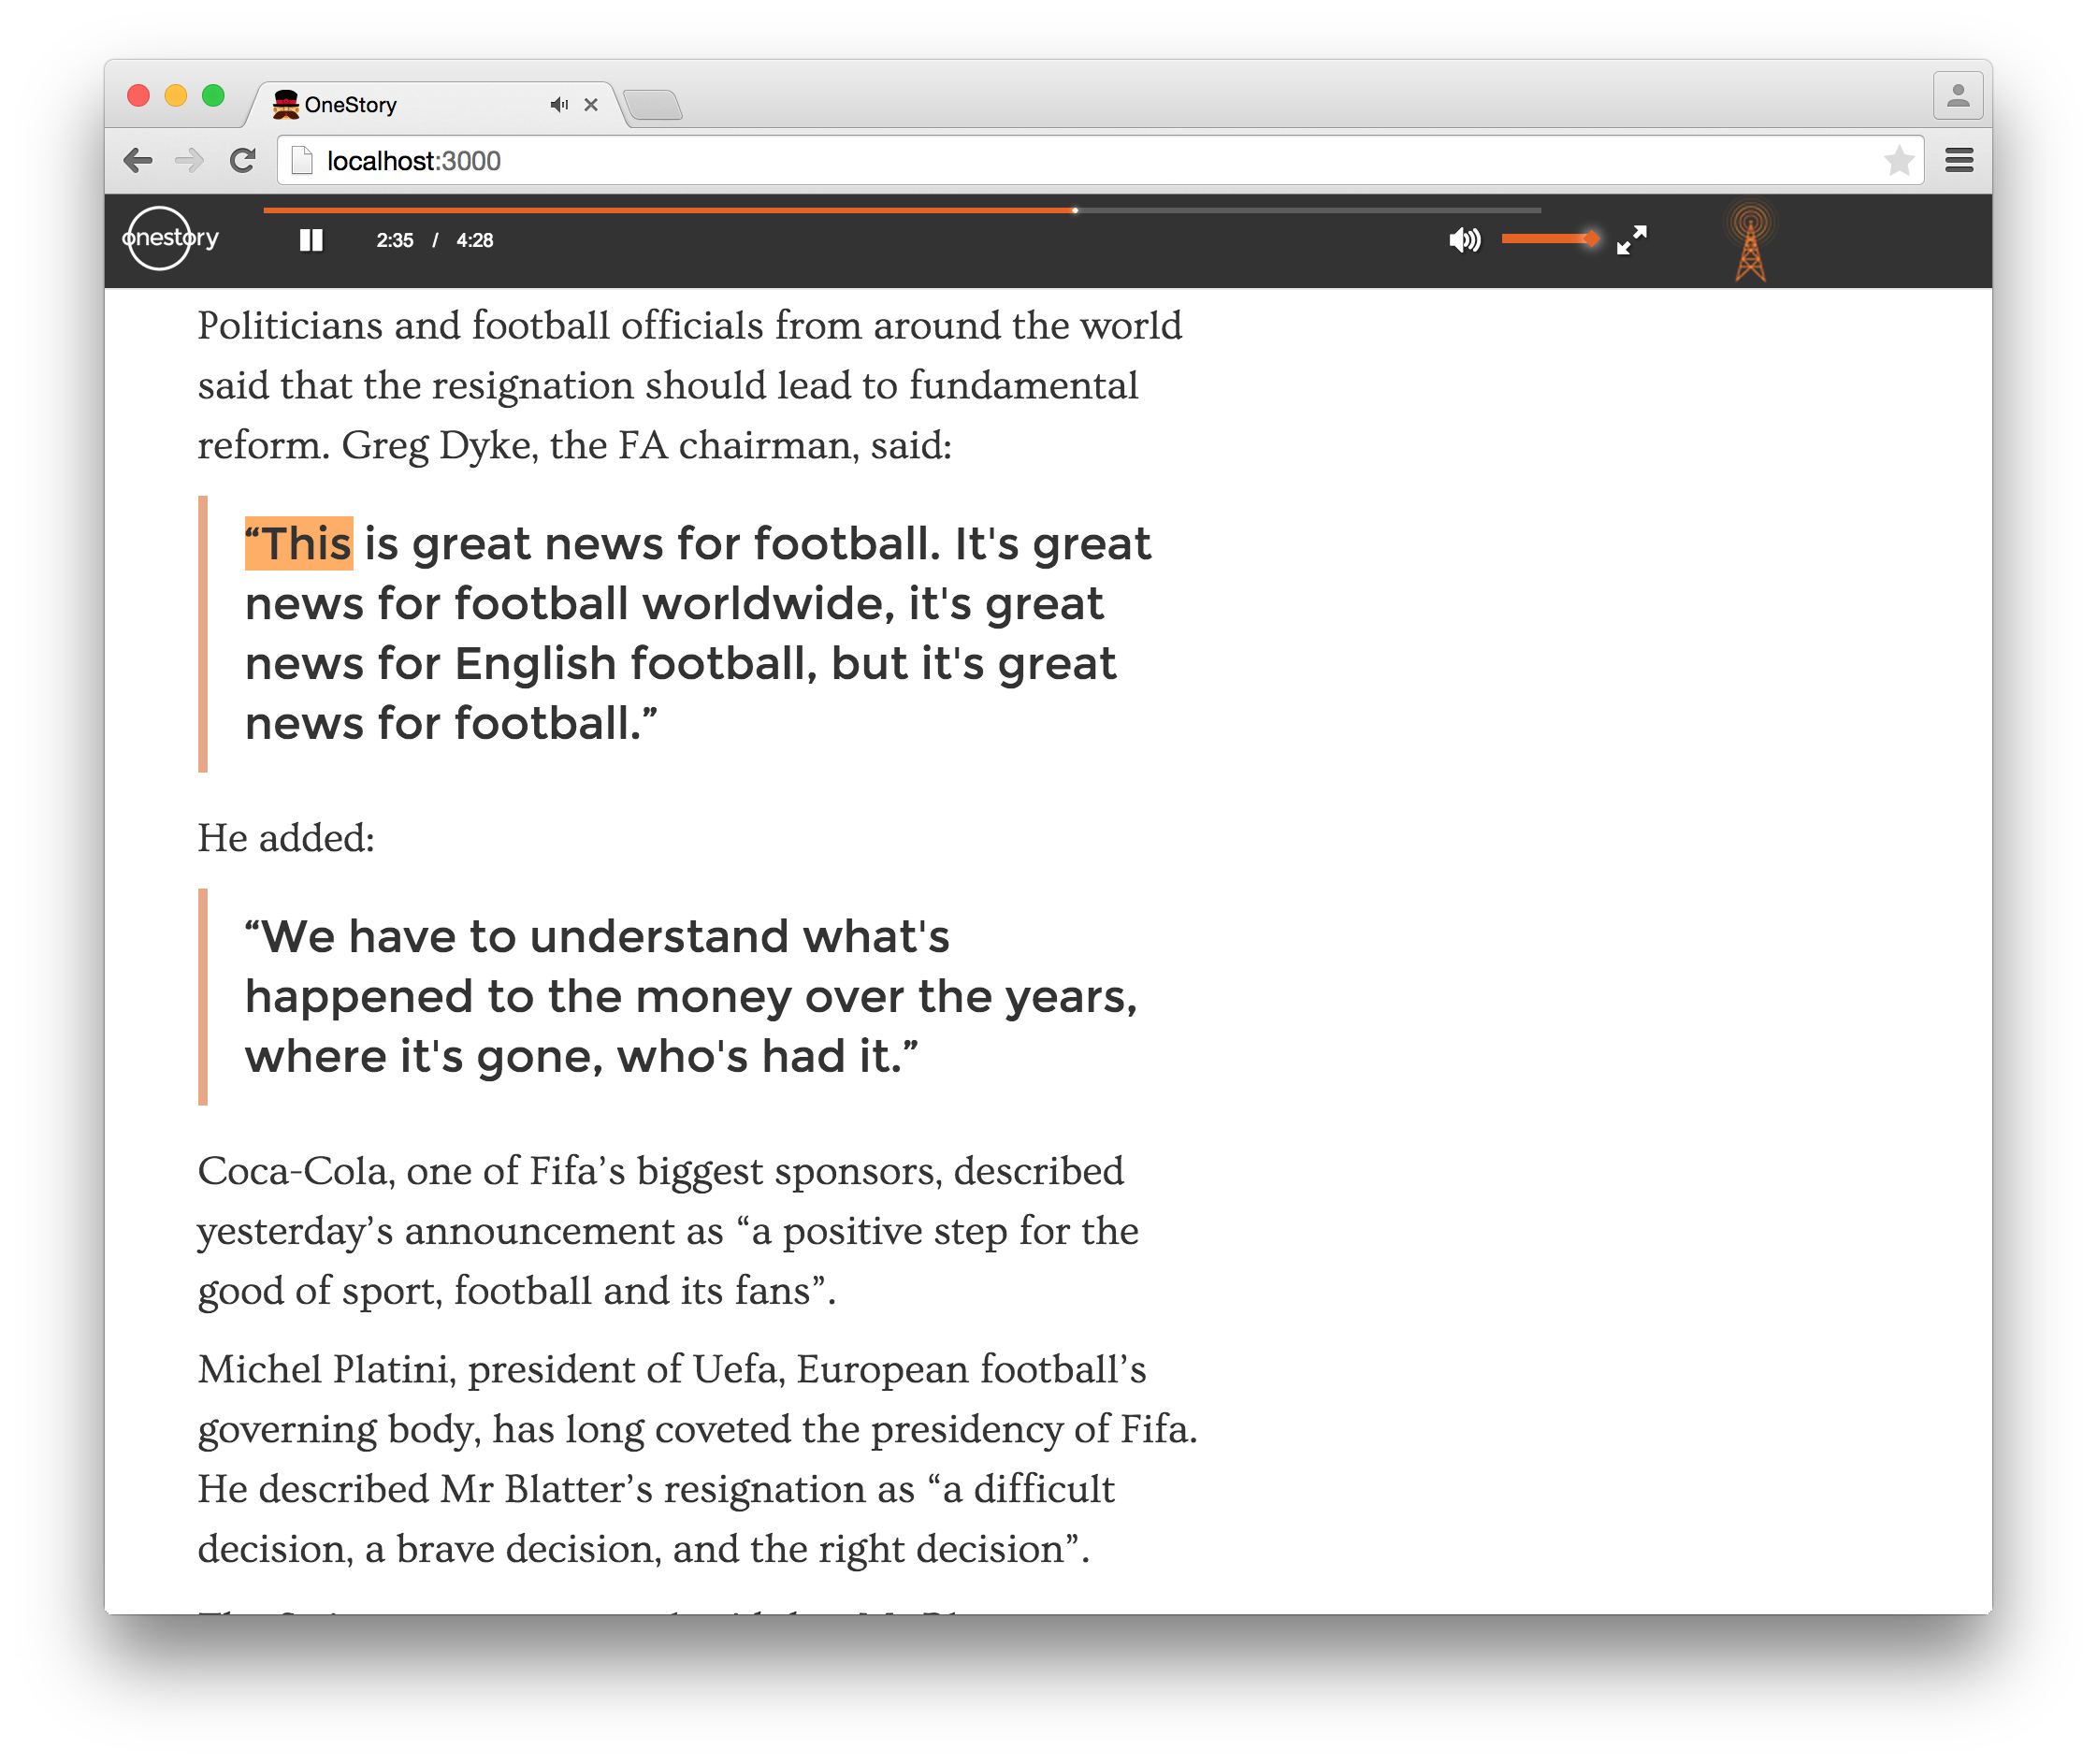 OneStory
localhost:3000
onestory
2:35 / 4:28
Politicians and football officials from around the world
said that the resignation should lead to fundamental
reform. Greg Dyke, the FA chairman, said:
“This is great news for football. It's great
news for football worldwide, it's great
news for English football, but it's great
news for football.”
He added:
“We have to understand what's
happened to the money over the years,
where it's gone, who's had it.”
Coca-Cola, one of Fifa’s biggest sponsors, described
yesterday’s announcement as “a positive step for the
good of sport, football and its fans”.
Michel Platini, president of Uefa, European football’s
governing body, has long coveted the presidency of Fifa.
He described Mr Blatter’s resignation as “a difficult
decision, a brave decision, and the right decision”.